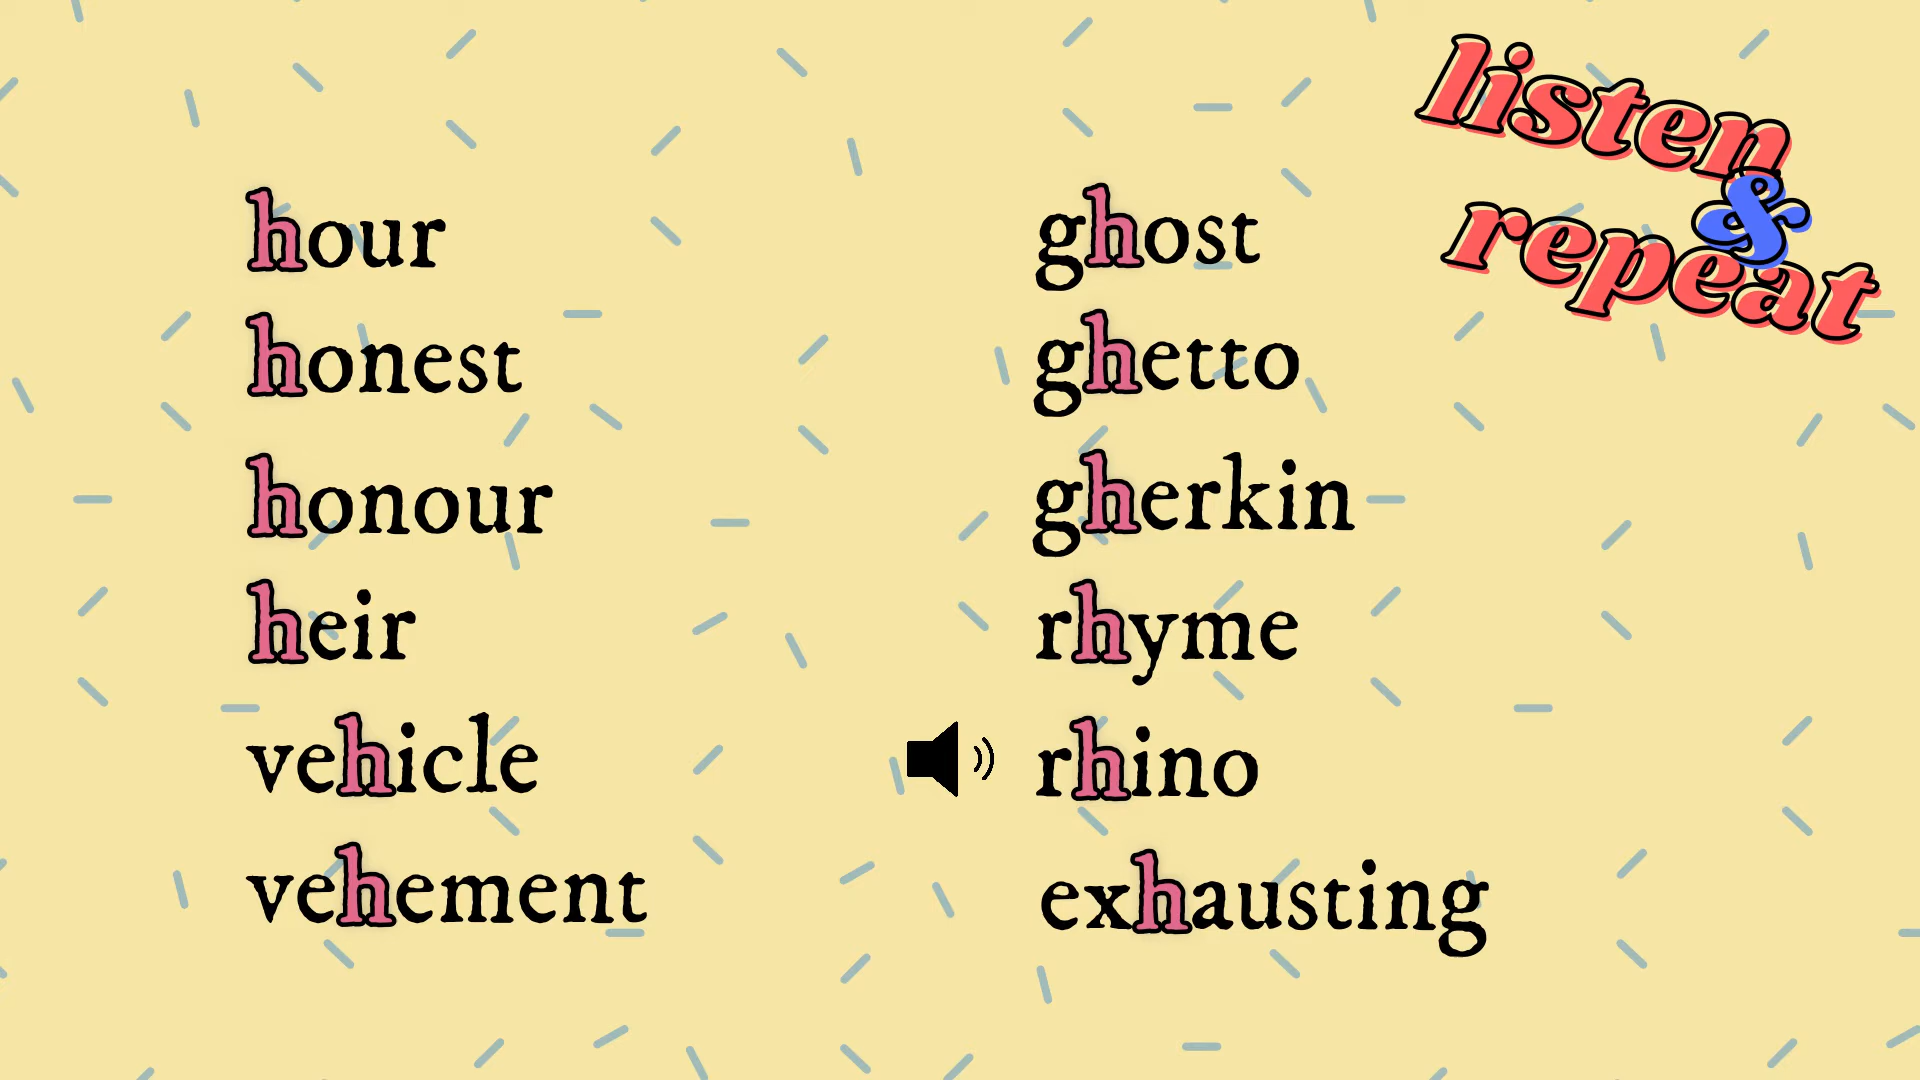 listen
&
repeat
hour
honest
honour
heir
vehicle
vehement
ghost
ghetto
gherkin
rhyme
rhino
exhausting